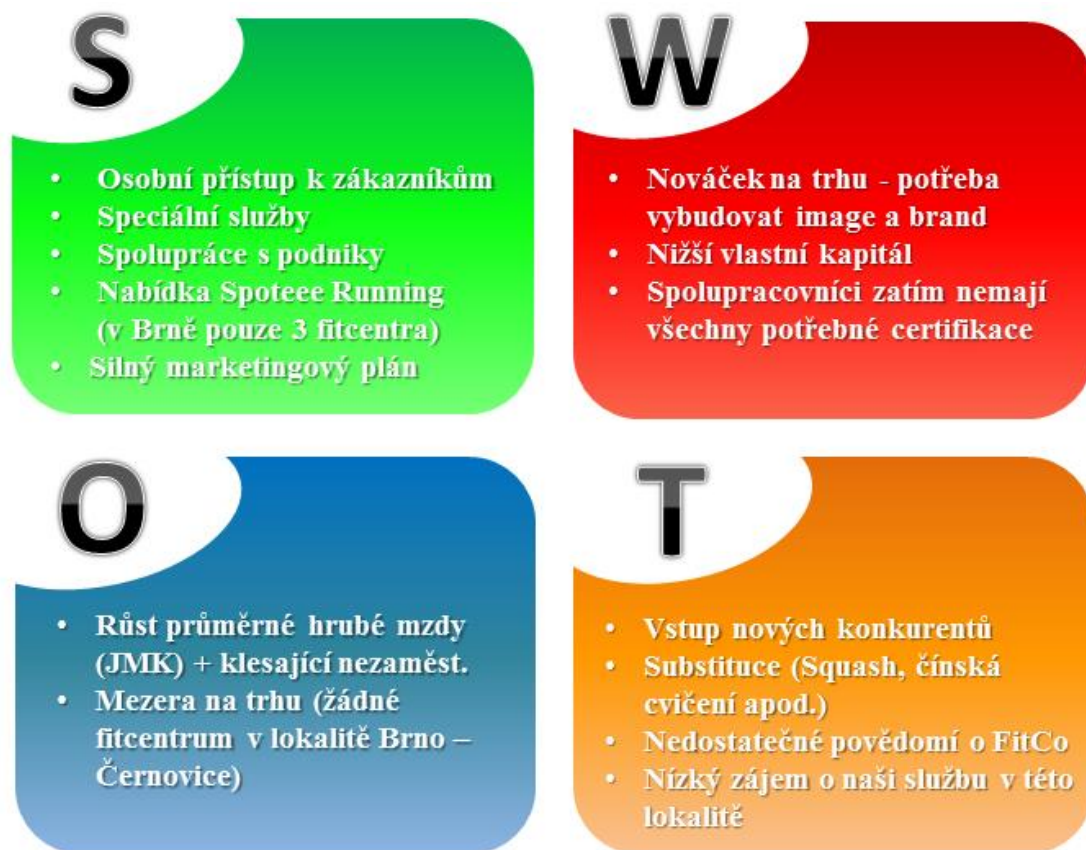 S
• Osobní přístup k zákazníkům
• Speciální služby
• Spolupráce s podniky
• Nabídka Spoteee Running
(v Brně pouze 3 fitcentra)
• Silný marketingový plán
W
• Nováček na trhu - potřeba
vybudovat image a brand
• Nižší vlastní kapitál
• Spolupracovníci zatím nemají
všechny potřebné certifikace
O
• Růst průměrné hrubé mzdy
(JMK) + klesající nezaměst.
• Mezera na trhu (žádné
fitcentrum v lokalitě Brno –
Černovice)
T
• Vstup nových konkurentů
• Substituce (Squash, čínská
cvičení apod.)
• Nedostatečné povědomí o FitCo
• Nízký zájem o naši službu v této
lokalitě